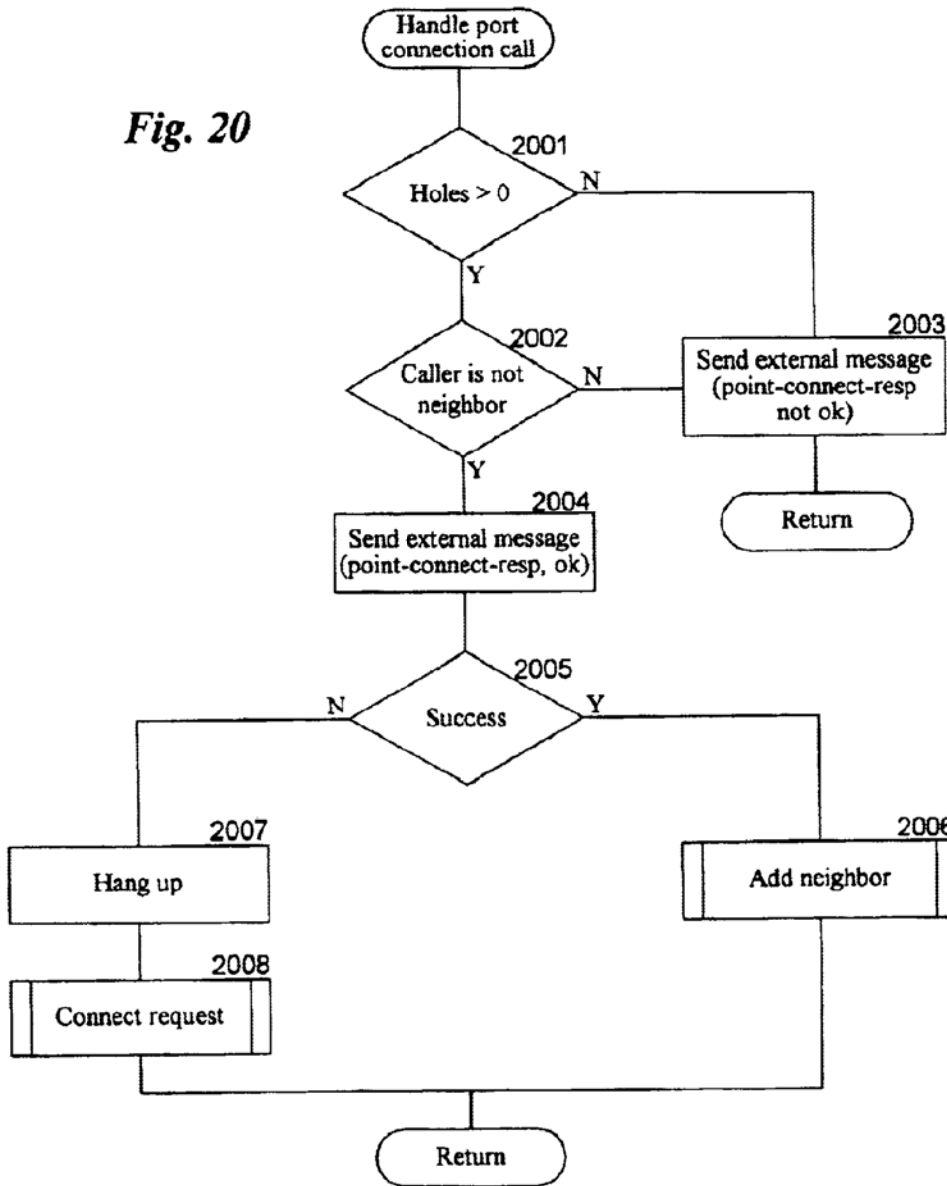 Handle port
connection call
Fig. 20
2001
Holes > 0
N
Y
2002
Caller is not
neighbor
N
Y
2003
Send external message
(point-connect-resp
not ok)
Return
2004
Send external message
(point-connect-resp, ok)
2005
N
Success
Y
2007
Hang up
2006
Add neighbor
2008
Connect request
Return